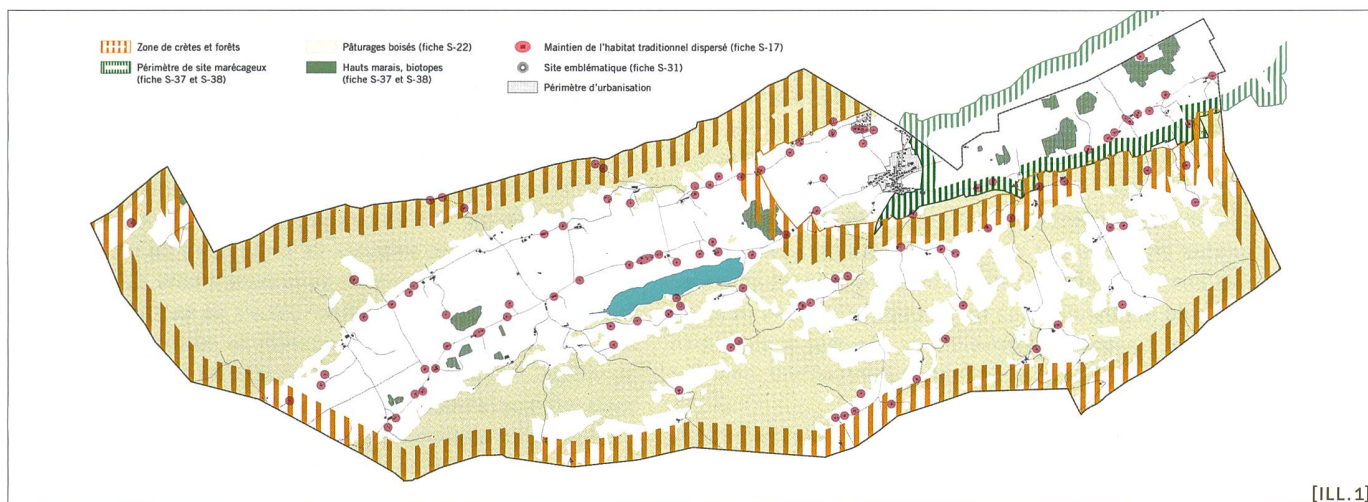 Zone de crêtes et forêts
Périmètre de site marécageux
(fiche S-37 et S-38)
Pâturages boisés (fiche S-22)
Hauts marais, biotopes
(fiche S-37 et S-38)
Maintien de l'habitat traditionnel dispersé (fiche S-17)
Site emblématique (fiche S-31)
Périmètre d'urbanisation
[ILL.1]